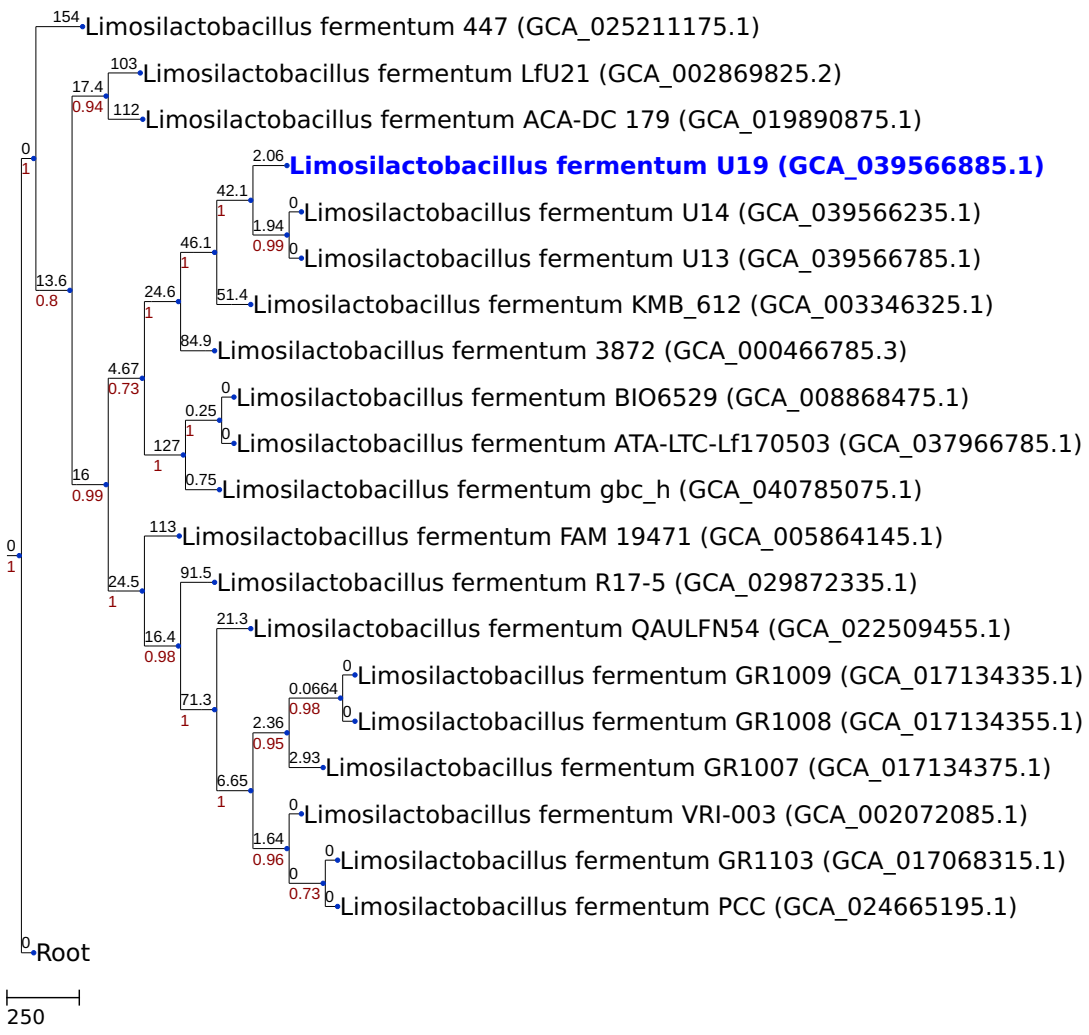 154 Limosilactobacillus fermentum 447 (GCA_025211175.1)
103 Limosilactobacillus fermentum LfU21 (GCA_002869825.2)
17.4
0.94
112 Limosilactobacillus fermentum ACA-DC 179 (GCA_019890875.1)
0
1
2.06 Limosilactobacillus fermentum U19 (GCA_039566885.1)
42.1
1
0 Limosilactobacillus fermentum U14 (GCA_039566235.1)
1.94
0.99
0 Limosilactobacillus fermentum U13 (GCA_039566785.1)
46.1
1
13.6
0.8
24.6
1
51.4 Limosilactobacillus fermentum KMB_612 (GCA_003346325.1)
84.9 Limosilactobacillus fermentum 3872 (GCA_000466785.3)
4.67
0.73
0 Limosilactobacillus fermentum BIO6529 (GCA_008868475.1)
0.25
1
0 Limosilactobacillus fermentum ATA-LTC-Lf170503 (GCA_037966785.1)
127
1
16
0.99
0.75 Limosilactobacillus fermentum gbc_h (GCA_040785075.1)
113 Limosilactobacillus fermentum FAM 19471 (GCA_005864145.1)
0
1
24.5
1
91.5 Limosilactobacillus fermentum R17-5 (GCA_029872335.1)
21.3 Limosilactobacillus fermentum QAULFN54 (GCA_022509455.1)
16.4
0.98
0 Limosilactobacillus fermentum GR1009 (GCA_017134335.1)
0.0664
0.98
71.3
1
0 Limosilactobacillus fermentum GR1008 (GCA_017134355.1)
2.36
0.95
2.93 Limosilactobacillus fermentum GR1007 (GCA_017134375.1)
6.65
1
0 Limosilactobacillus fermentum VRI-003 (GCA_002072085.1)
1.64
0.96
0 Limosilactobacillus fermentum GR1103 (GCA_017068315.1)
0
0.73
0 Limosilactobacillus fermentum PCC (GCA_024665195.1)
0 Root
250